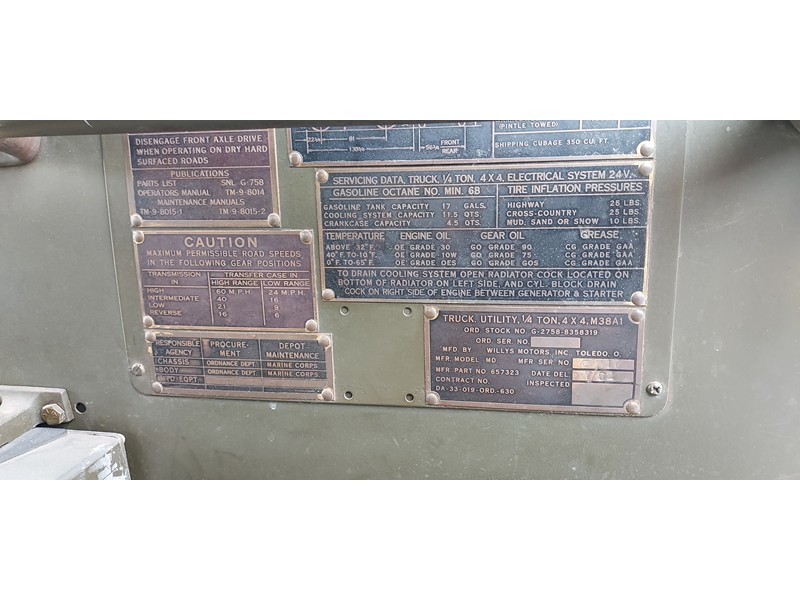 DISENGAGE FRONT AXLE DRIVE
WHEN OPERATING ON DRY HARD
SURFACED ROADS
PUBLICATIONS
PARTS LIST SNL G-758
OPERATORS MANUAL TM-9-8014
MAINTENANCE MANUALS
TM-9-8015-1 TM-9-8015-2
CAUTION
MAXIMUM PERMISSIBLE ROAD SPEEDS
IN THE FOLLOWING GEAR POSITIONS
TRANSMISSION IN TRANSFER CASE IN
HIGH RANGE LOW RANGE
HIGH 60 M.P.H. 24 M.P.H.
INTERMEDIATE 40 16
LOW 21 9
REVERSE 16 6
RESPONSIBLE AGENCY PROCURE-MENT DEPOT MAINTENANCE
CHASSIS ORDNANCE DEPT. MARINE CORPS.
BODY ORDNANCE DEPT. MARINE CORPS.
EQPT.
81
FRONT
REAR
(PINTLE TOWED)
SHIPPING CUBAGE 350 CU. FT.
SERVICING DATA, TRUCK, 1/4 TON, 4X4, ELECTRICAL SYSTEM 24V.
GASOLINE OCTANE NO. MIN. 68 TIRE INFLATION PRESSURES
GASOLINE TANK CAPACITY 17 GALS. HIGHWAY 25 LBS.
COOLING SYSTEM CAPACITY 11.5 QTS. CROSS-COUNTRY 25 LBS.
CRANKCASE CAPACITY 4.5 QTS. MUD, SAND OR SNOW 10 LBS.
TEMPERATURE ENGINE OIL GEAR OIL GREASE
ABOVE 32°F. OE GRADE 30 GO GRADE 90 CG GRADE GAA
40°F. TO-10°F. OE GRADE 10W GO GRADE 75 CG GRADE GAA
0°F. TO-65°F. OE GRADE OES GO GRADE GOS CG GRADE GAA
TO DRAIN COOLING SYSTEM OPEN RADIATOR COCK LOCATED ON
BOTTOM OF RADIATOR ON LEFT SIDE, AND CYL. BLOCK DRAIN
COCK ON RIGHT SIDE OF ENGINE BETWEEN GENERATOR & STARTER
TRUCK, UTILITY, 1/4 TON, 4X4, M38A1
ORD STOCK NO. G-2758-8358319
ORD SER NO.
MFD BY WILLYS MOTORS, INC. TOLEDO, O.
MFR. MODEL MD MFR SER NO.
MFR. PART NO. 657323 DATE DEL.
CONTRACT NO. INSPECTED
DA-33-019-ORD.-630